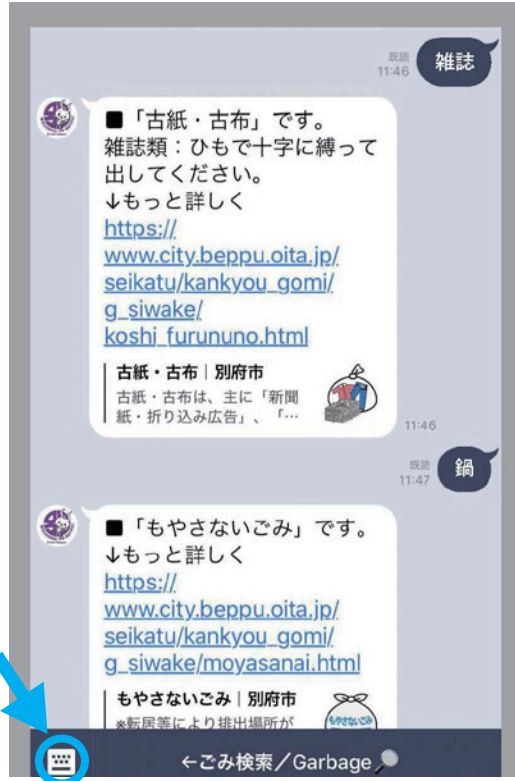 既読
11:46
雑誌
■「古紙・古布」です。
雑誌類：ひもで十字に縛って
出してください。
↓もっと詳しく
https://
www.city.beppu.oita.jp/
seikatu/kankyou_gomi/
g_siwake/
koshi_furununo.html
古紙・古布｜別府市
古紙・古布は、主に「新聞
紙・折り込み広告」、「…
11:46
既読
11:47
鍋
■「もやさないごみ」です。
↓もっと詳しく
https://
www.city.beppu.oita.jp/
seikatu/kankyou_gomi/
g_siwake/moyasanai.html
もやさないごみ｜別府市
※転居等により排出場所が
もやさないごみ
←ごみ検索／Garbage